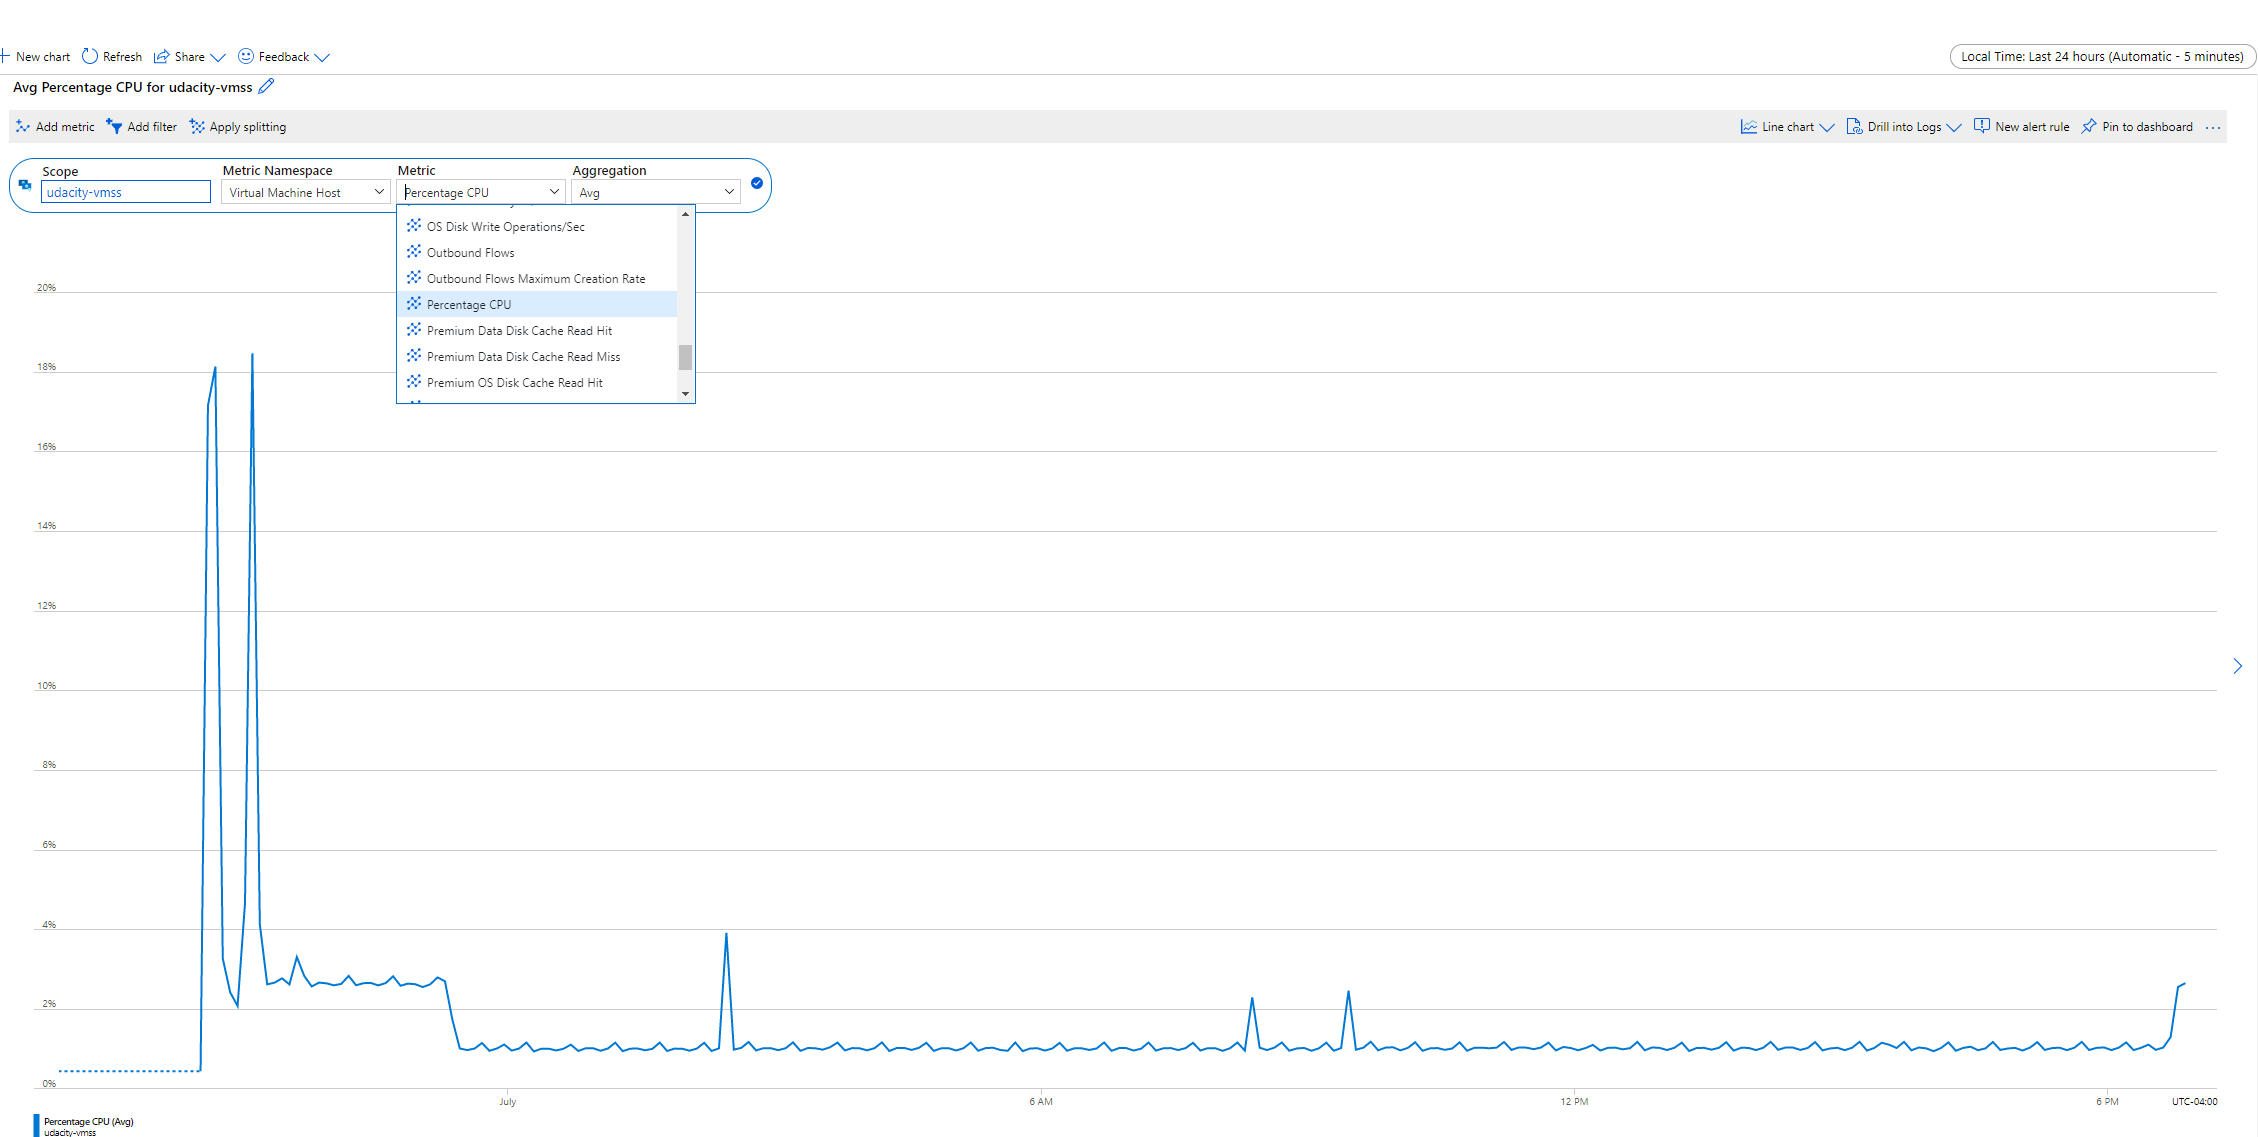 New chart Refresh Share Feedback Local Time: Last 24 hours (Automatic - 5 minutes)
Avg Percentage CPU for udacity-vmss
Add metric Add filter Apply splitting Line chart Drill into Logs New alert rule Pin to dashboard ...
Scope Metric Namespace Metric Aggregation
udacity-vmss Virtual Machine Host Percentage CPU Avg
OS Disk Write Operations/Sec
Outbound Flows
Outbound Flows Maximum Creation Rate
Percentage CPU
Premium Data Disk Cache Read Hit
Premium Data Disk Cache Read Miss
Premium OS Disk Cache Read Hit
20%
18%
16%
14%
12%
10%
8%
6%
4%
2%
0%
July 6 AM 12 PM 6 PM UTC-04:00
Percentage CPU (Avg)
udacity-vmss